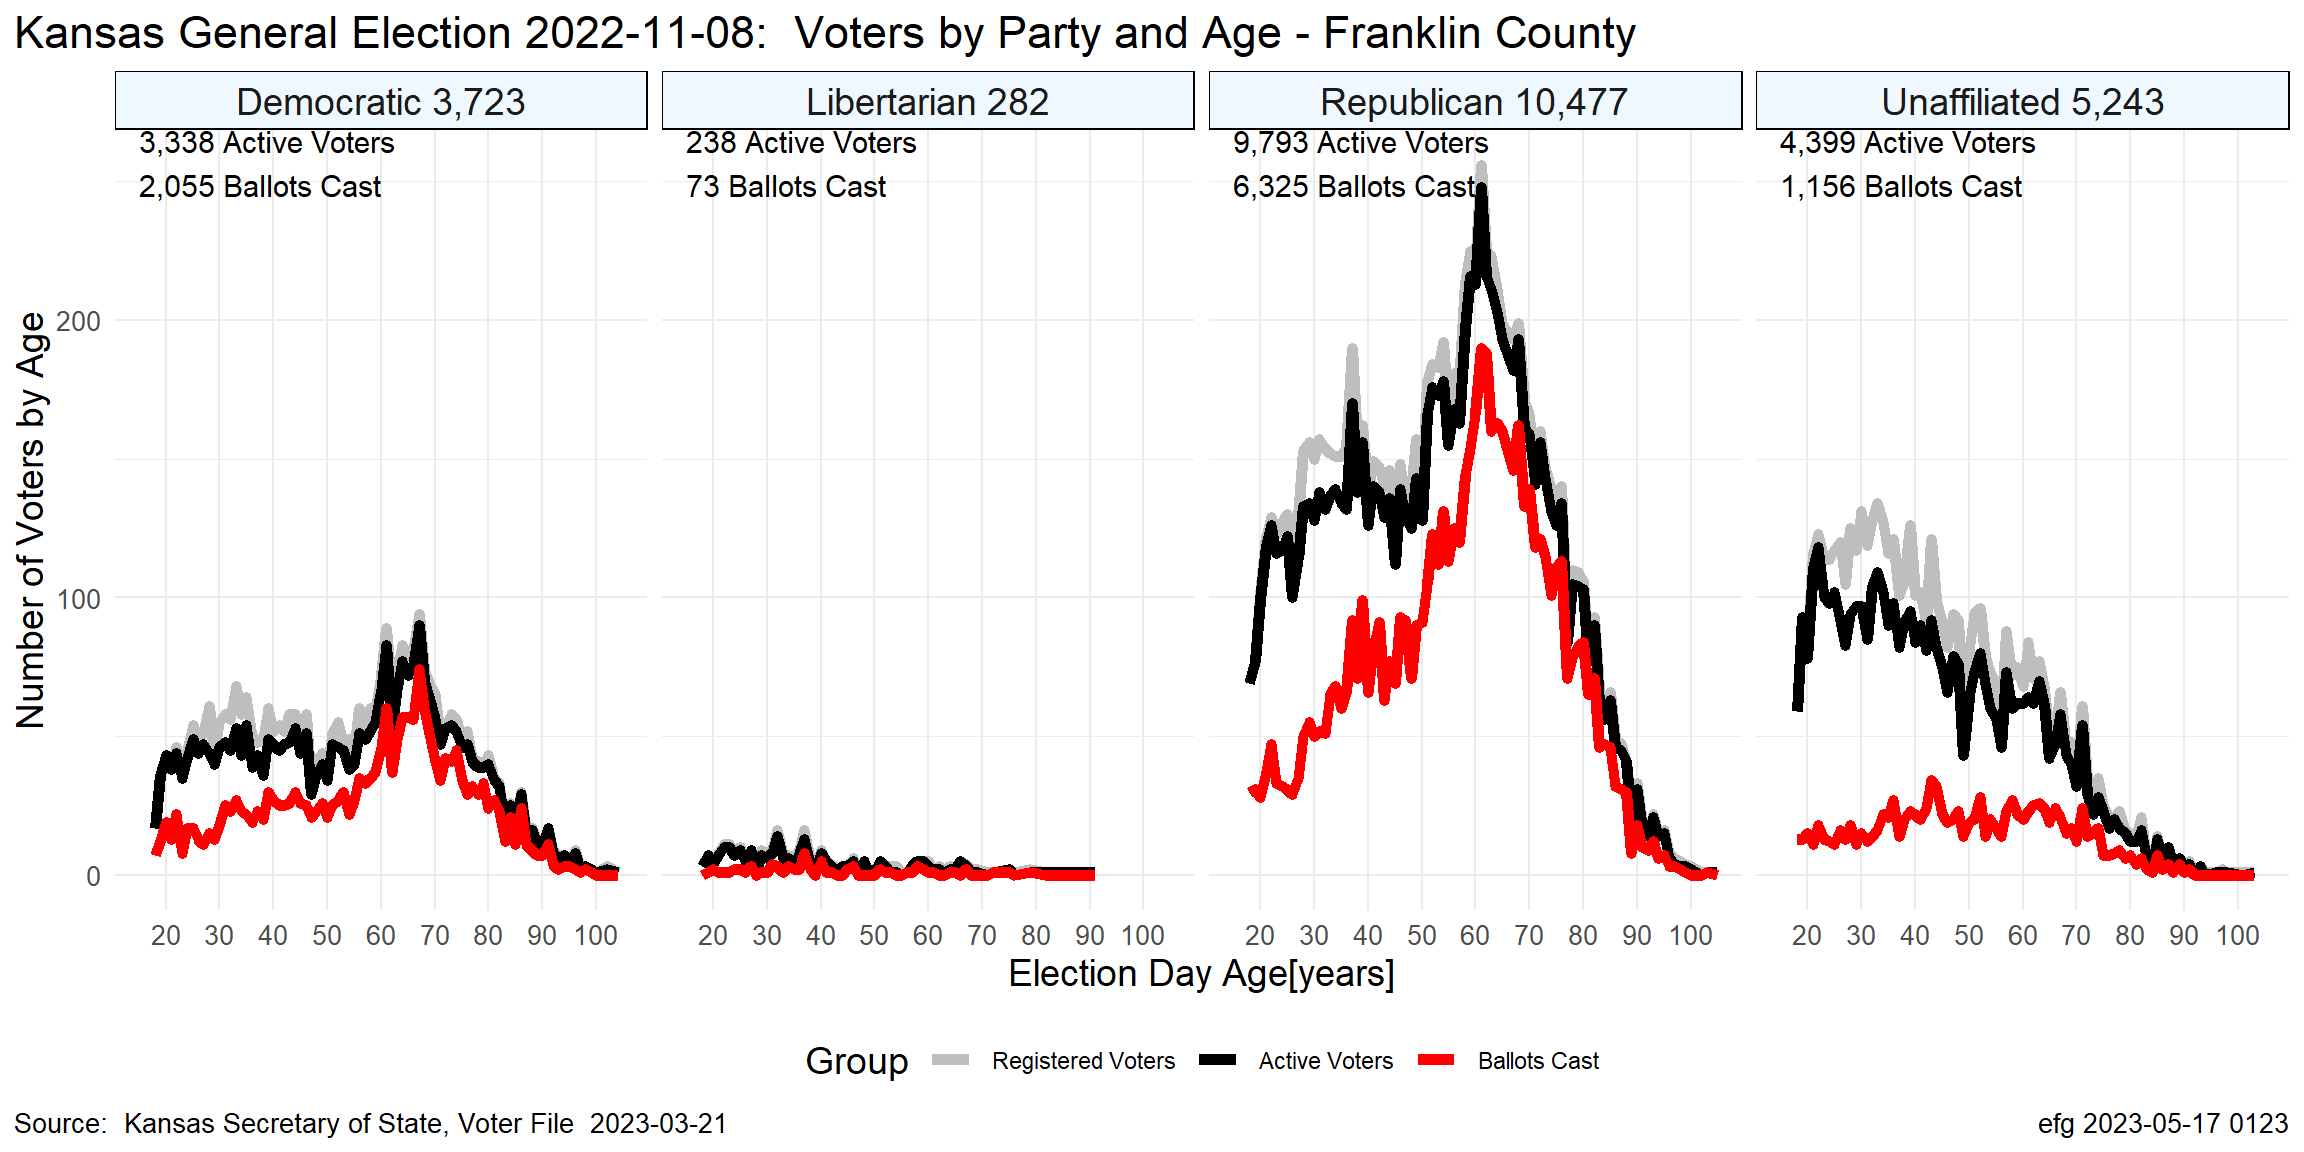 Kansas General Election 2022-11-08:  Voters by Party and Age - Franklin County
Democratic 3,723
Libertarian 282
Republican 10,477
Unaffiliated 5,243
3,338 Active Voters
2,055 Ballots Cast
238 Active Voters
73 Ballots Cast
9,793 Active Voters
6,325 Ballots Cast
4,399 Active Voters
1,156 Ballots Cast
Number of Voters by Age
200
100
0
20 30 40 50 60 70 80 90 100
20 30 40 50 60 70 80 90 100
20 30 40 50 60 70 80 90 100
20 30 40 50 60 70 80 90 100
Election Day Age[years]
Group Registered Voters Active Voters Ballots Cast
Source:  Kansas Secretary of State, Voter File  2023-03-21
efg 2023-05-17 0123